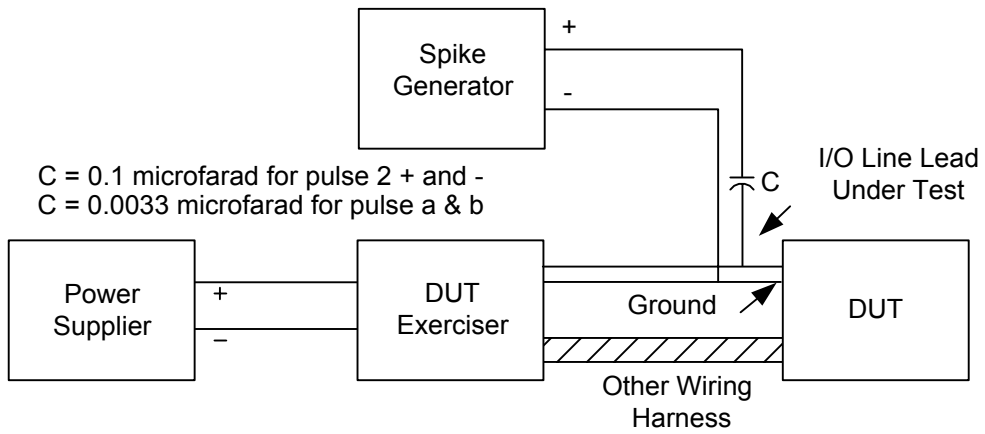 Spike
Generator
+
-
C = 0.1 microfarad for pulse 2 + and -
C = 0.0033 microfarad for pulse a & b
C
I/O Line Lead
Under Test
Power
Supplier
+
−
DUT
Exerciser
Ground
DUT
Other Wiring
Harness